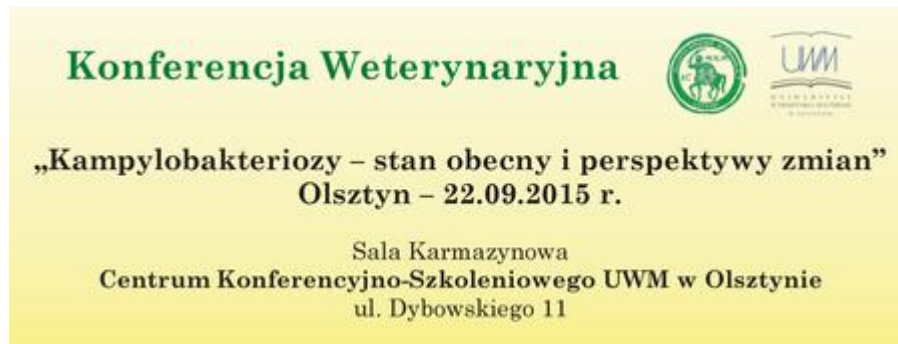 Konferencja Weterynaryjna
UWM
„Kampylobakteriozy – stan obecny i perspektywy zmian”
Olsztyn – 22.09.2015 r.
Sala Karmazynowa
Centrum Konferencyjno-Szkoleniowego UWM w Olsztynie
ul. Dybowskiego 11